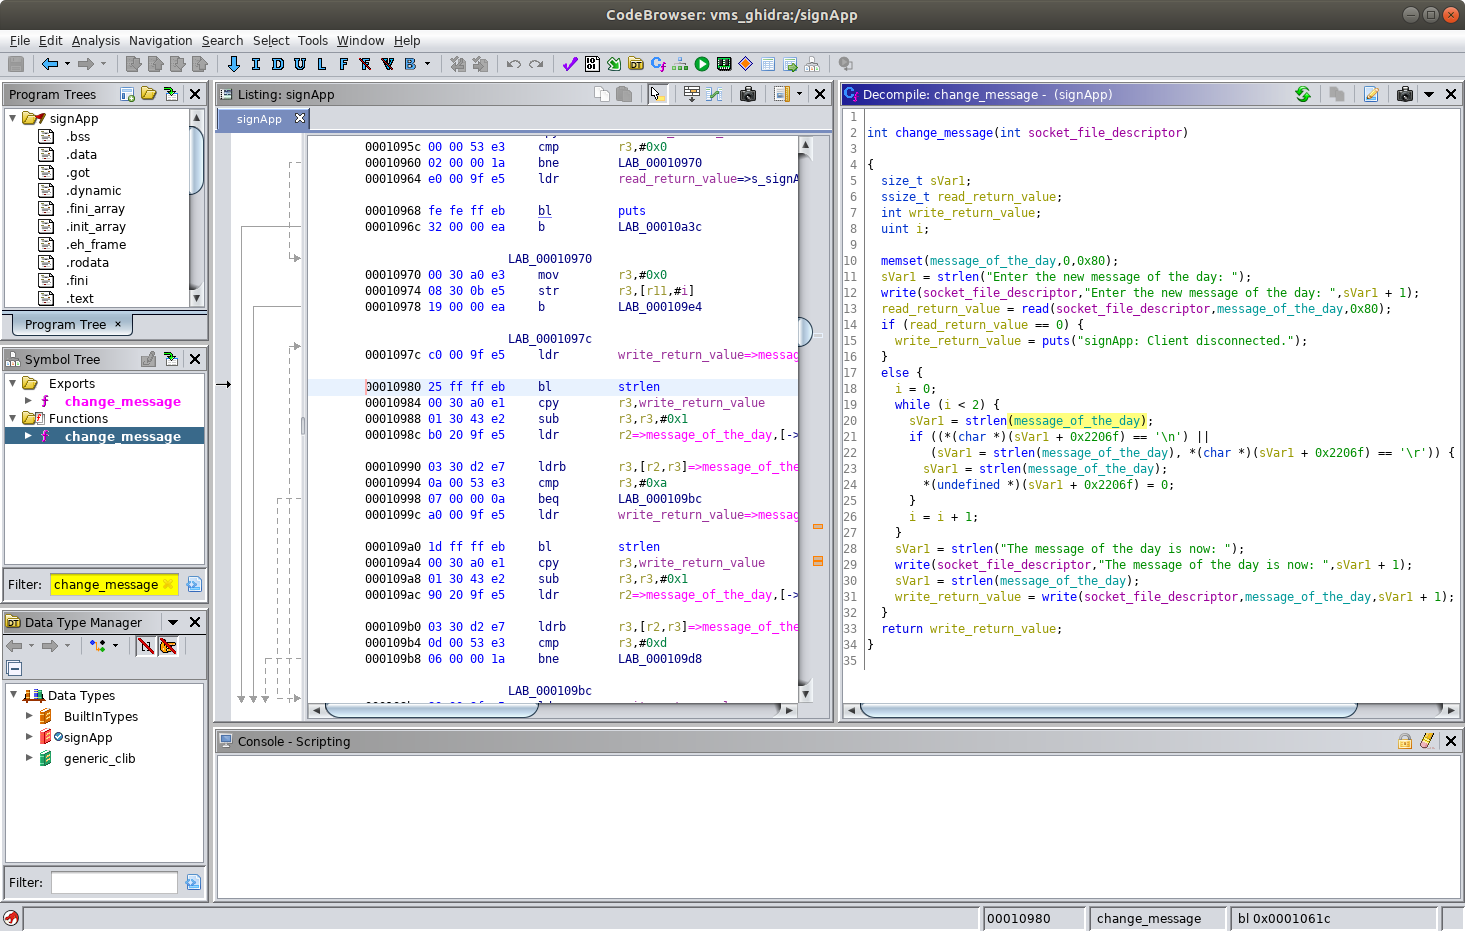 CodeBrowser: vms_ghidra:/signApp
File Edit Analysis Navigation Search Select Tools Window Help
I D U L F R V B
Program Trees
signApp
.bss
.data
.got
.dynamic
.fini_array
.init_array
.eh_frame
.rodata
.fini
.text
Program Tree ×
Symbol Tree
Exports
f change_message
Functions
f change_message
Filter: change_message
Data Type Manager
Data Types
BuiltInTypes
signApp
generic_clib
Filter:
Listing: signApp
signApp
0001095c 00 00 53 e3 cmp r3,#0x0
00010960 02 00 00 1a bne LAB_00010970
00010964 e0 00 9f e5 ldr read_return_value=>s_signA
00010968 fe fe ff eb bl puts
0001096c 32 00 00 ea b LAB_00010a3c
LAB_00010970
00010970 00 30 a0 e3 mov r3,#0x0
00010974 08 30 0b e5 str r3,[r11,#i]
00010978 19 00 00 ea b LAB_000109e4
LAB_0001097c
0001097c c0 00 9f e5 ldr write_return_value=>messag
00010980 25 ff ff eb bl strlen
00010984 00 30 a0 e1 cpy r3,write_return_value
00010988 01 30 43 e2 sub r3,r3,#0x1
0001098c b0 20 9f e5 ldr r2=>message_of_the_day,[->
00010990 03 30 d2 e7 ldrb r3,[r2,r3]=>message_of_the
00010994 0a 00 53 e3 cmp r3,#0xa
00010998 07 00 00 0a beq LAB_000109bc
0001099c a0 00 9f e5 ldr write_return_value=>messag
000109a0 1d ff ff eb bl strlen
000109a4 00 30 a0 e1 cpy r3,write_return_value
000109a8 01 30 43 e2 sub r3,r3,#0x1
000109ac 90 20 9f e5 ldr r2=>message_of_the_day,[->
000109b0 03 30 d2 e7 ldrb r3,[r2,r3]=>message_of_the
000109b4 0d 00 53 e3 cmp r3,#0xd
000109b8 06 00 00 1a bne LAB_000109d8
LAB_000109bc
Decompile: change_message - (signApp)
1
2 int change_message(int socket_file_descriptor)
3
4 {
5 size_t sVar1;
6 ssize_t read_return_value;
7 int write_return_value;
8 uint i;
9
10 memset(message_of_the_day,0,0x80);
11 sVar1 = strlen("Enter the new message of the day: ");
12 write(socket_file_descriptor,"Enter the new message of the day: ",sVar1 + 1);
13 read_return_value = read(socket_file_descriptor,message_of_the_day,0x80);
14 if (read_return_value == 0) {
15 write_return_value = puts("signApp: Client disconnected.");
16 }
17 else {
18 i = 0;
19 while (i < 2) {
20 sVar1 = strlen(message_of_the_day);
21 if ((*(char *)(sVar1 + 0x2206f) == '\n') ||
22 (sVar1 = strlen(message_of_the_day), *(char *)(sVar1 + 0x2206f) == '\r')) {
23 sVar1 = strlen(message_of_the_day);
24 *(undefined *)(sVar1 + 0x2206f) = 0;
25 }
26 i = i + 1;
27 }
28 sVar1 = strlen("The message of the day is now: ");
29 write(socket_file_descriptor,"The message of the day is now: ",sVar1 + 1);
30 sVar1 = strlen(message_of_the_day);
31 write_return_value = write(socket_file_descriptor,message_of_the_day,sVar1 + 1);
32 }
33 return write_return_value;
34 }
35
Console - Scripting
00010980 change_message bl 0x0001061c